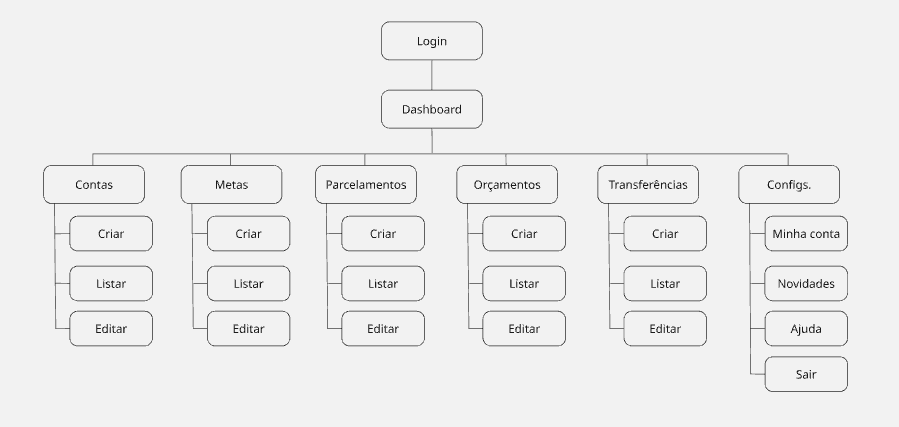 Login
Dashboard
Contas
Metas
Parcelamentos
Orçamentos
Transferências
Configs.
Criar
Criar
Criar
Criar
Criar
Minha conta
Listar
Listar
Listar
Listar
Listar
Novidades
Editar
Editar
Editar
Editar
Editar
Ajuda
Sair